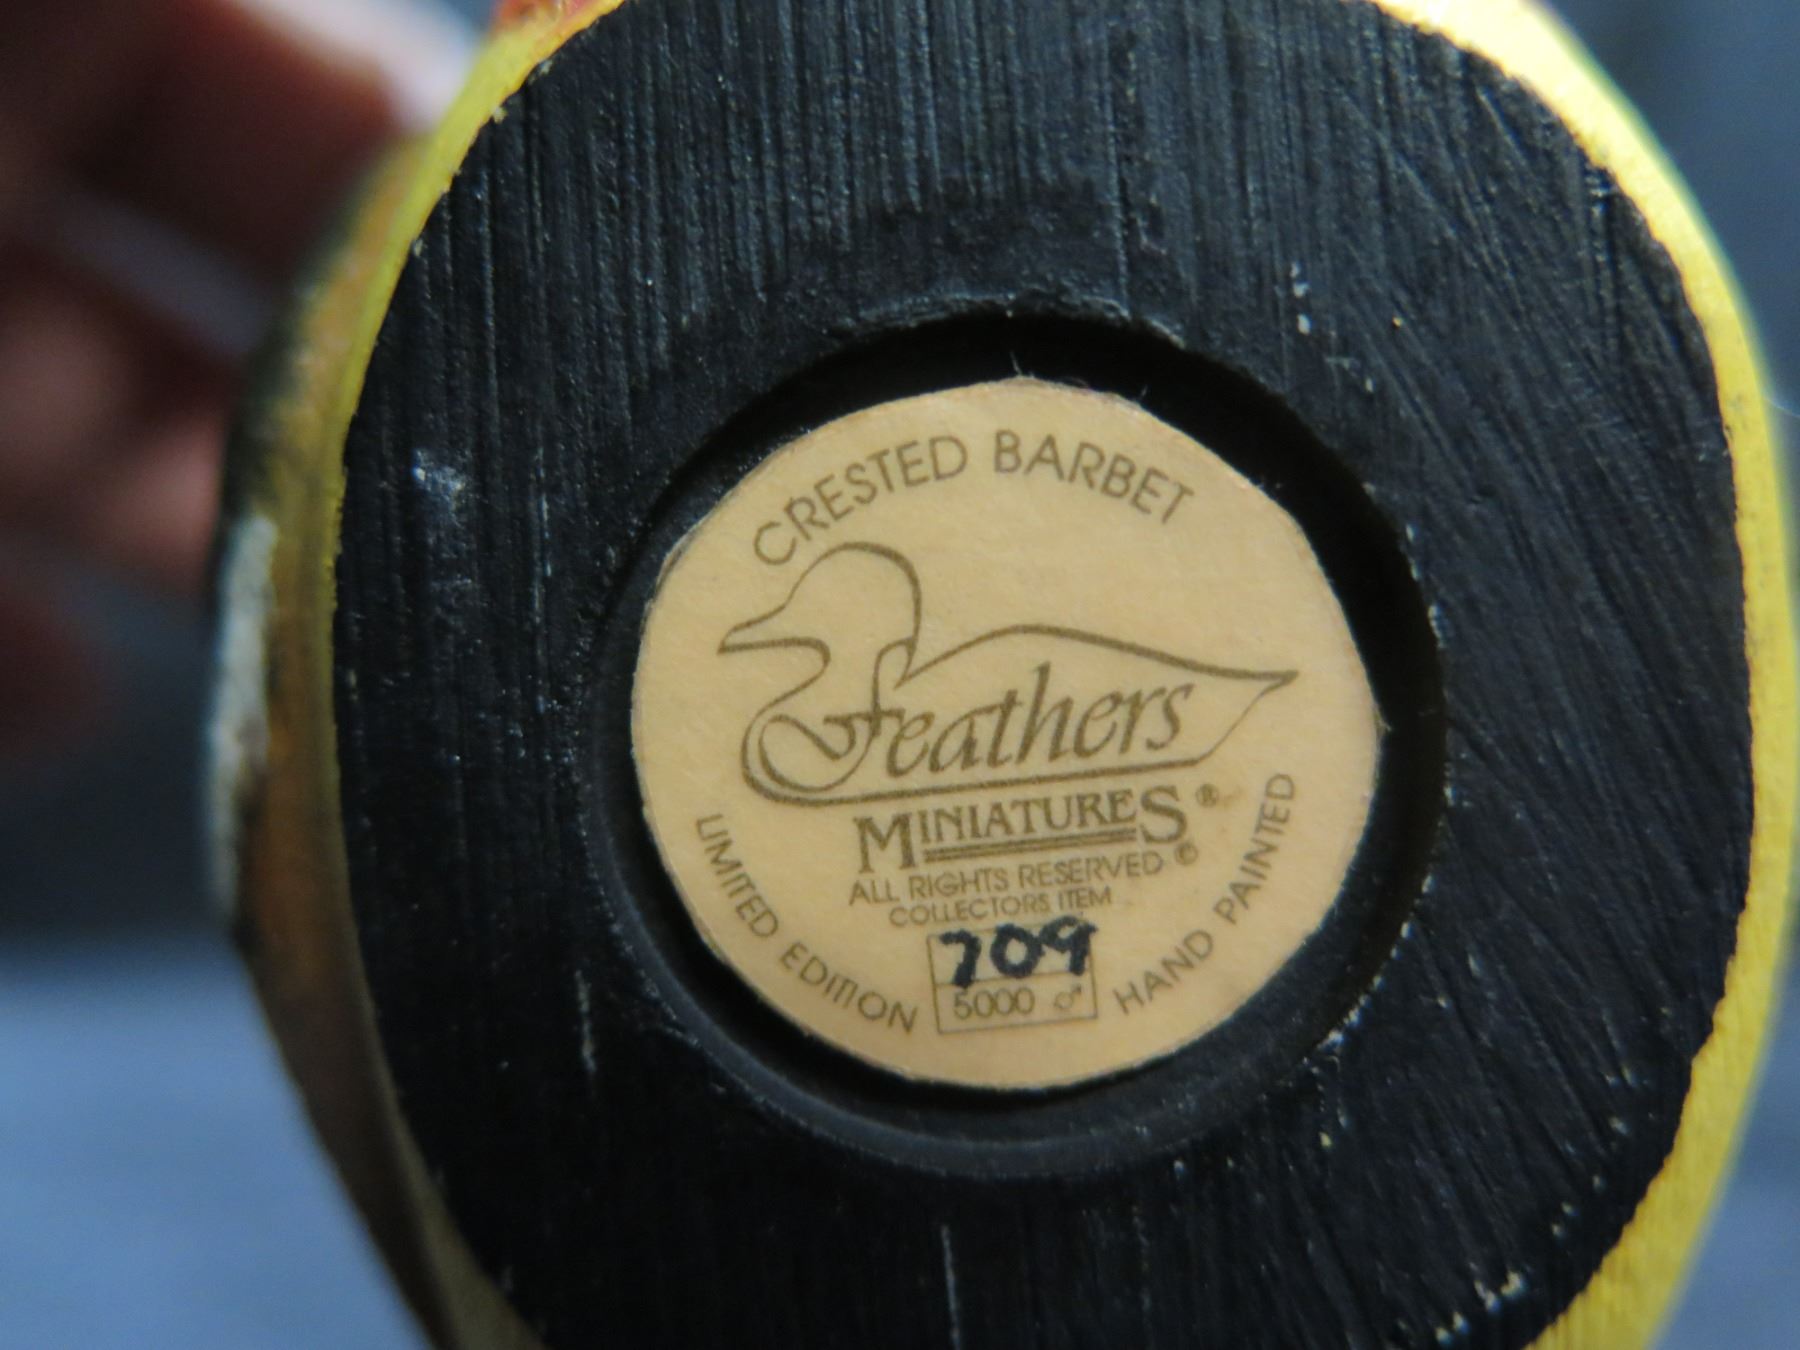 CRESTED BARBET
Feathers
MINIATURES ®
ALL RIGHTS RESERVED ©
COLLECTORS ITEM
709
5000 ♂
LIMITED EDITION
HAND PAINTED